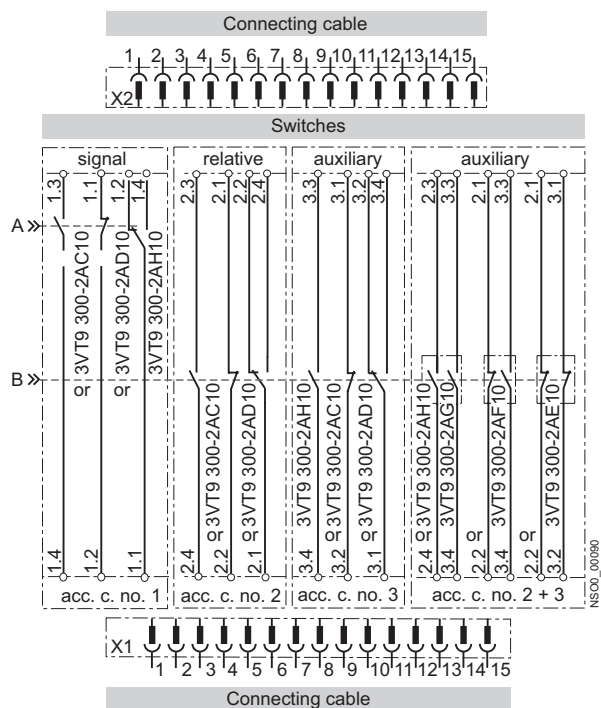 Connecting cable
1 2 3 4 5 6 7 8 9 10 11 12 13 14 15
X2
Switches
signal relative auxiliary auxiliary
1.3 1.1 1.2 1.4 2.3 2.1 2.2 2.4 3.3 3.1 3.2 3.4 2.3 3.3 2.1 3.3 2.1 3.1
A
3VT9 300-2AC10
or
3VT9 300-2AD10
or
3VT9 300-2AH10
B
3VT9 300-2AC10
or
3VT9 300-2AD10
or
3VT9 300-2AH10
or
3VT9 300-2AC10
or
3VT9 300-2AD10
or
3VT9 300-2AH10
or
3VT9 300-2AG10
or
3VT9 300-2AF10
or
3VT9 300-2AE10
1.4 1.2 1.1 2.4 2.2 2.1 3.4 3.2 3.1 2.4 3.4 2.2 3.4 2.2 3.2
acc. c. no. 1 acc. c. no. 2 acc. c. no. 3 acc. c. no. 2 + 3
NSO0_00090
X1
1 2 3 4 5 6 7 8 9 10 11 12 13 14 15
Connecting cable